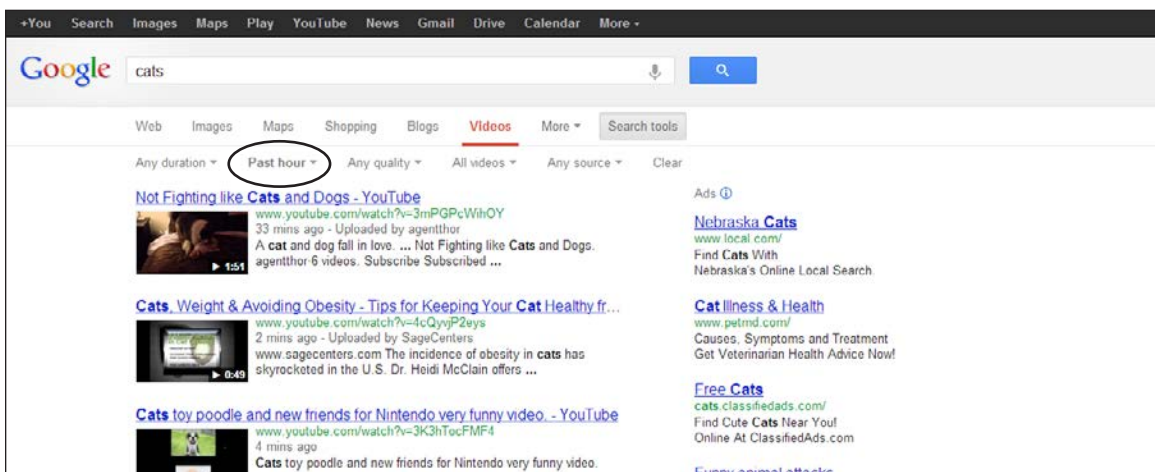 +You Search Images Maps Play YouTube News Gmail Drive Calendar More
Google cats
Web Images Maps Shopping Blogs Videos More Search tools
Any duration Past hour Any quality All videos Any source Clear
Not Fighting like Cats and Dogs - YouTube
www.youtube.com/watch?v=3mPGPcWihOY
33 mins ago - Uploaded by agentthor
A cat and dog fall in love. ... Not Fighting like Cats and Dogs.
agentthor·6 videos. Subscribe Subscribed ...
1:51
Cats, Weight & Avoiding Obesity - Tips for Keeping Your Cat Healthy fr...
www.youtube.com/watch?v=4cQyvjP2eys
2 mins ago - Uploaded by SageCenters
www.sagecenters.com The incidence of obesity in cats has
skyrocketed in the U.S. Dr. Heidi McClain offers ...
0:49
Cats toy poodle and new friends for Nintendo very funny video. - YouTube
www.youtube.com/watch?v=3K3hTocFMF4
4 mins ago
Cats toy poodle and new friends for Nintendo very funny video.
Ads
Nebraska Cats
www.local.com/
Find Cats With
Nebraska's Online Local Search.
Cat Illness & Health
www.petmd.com/
Causes, Symptoms and Treatment
Get Veterinarian Health Advice Now!
Free Cats
cats.classifiedads.com/
Find Cute Cats Near You!
Online At ClassifiedAds.com
Funny animal attacks